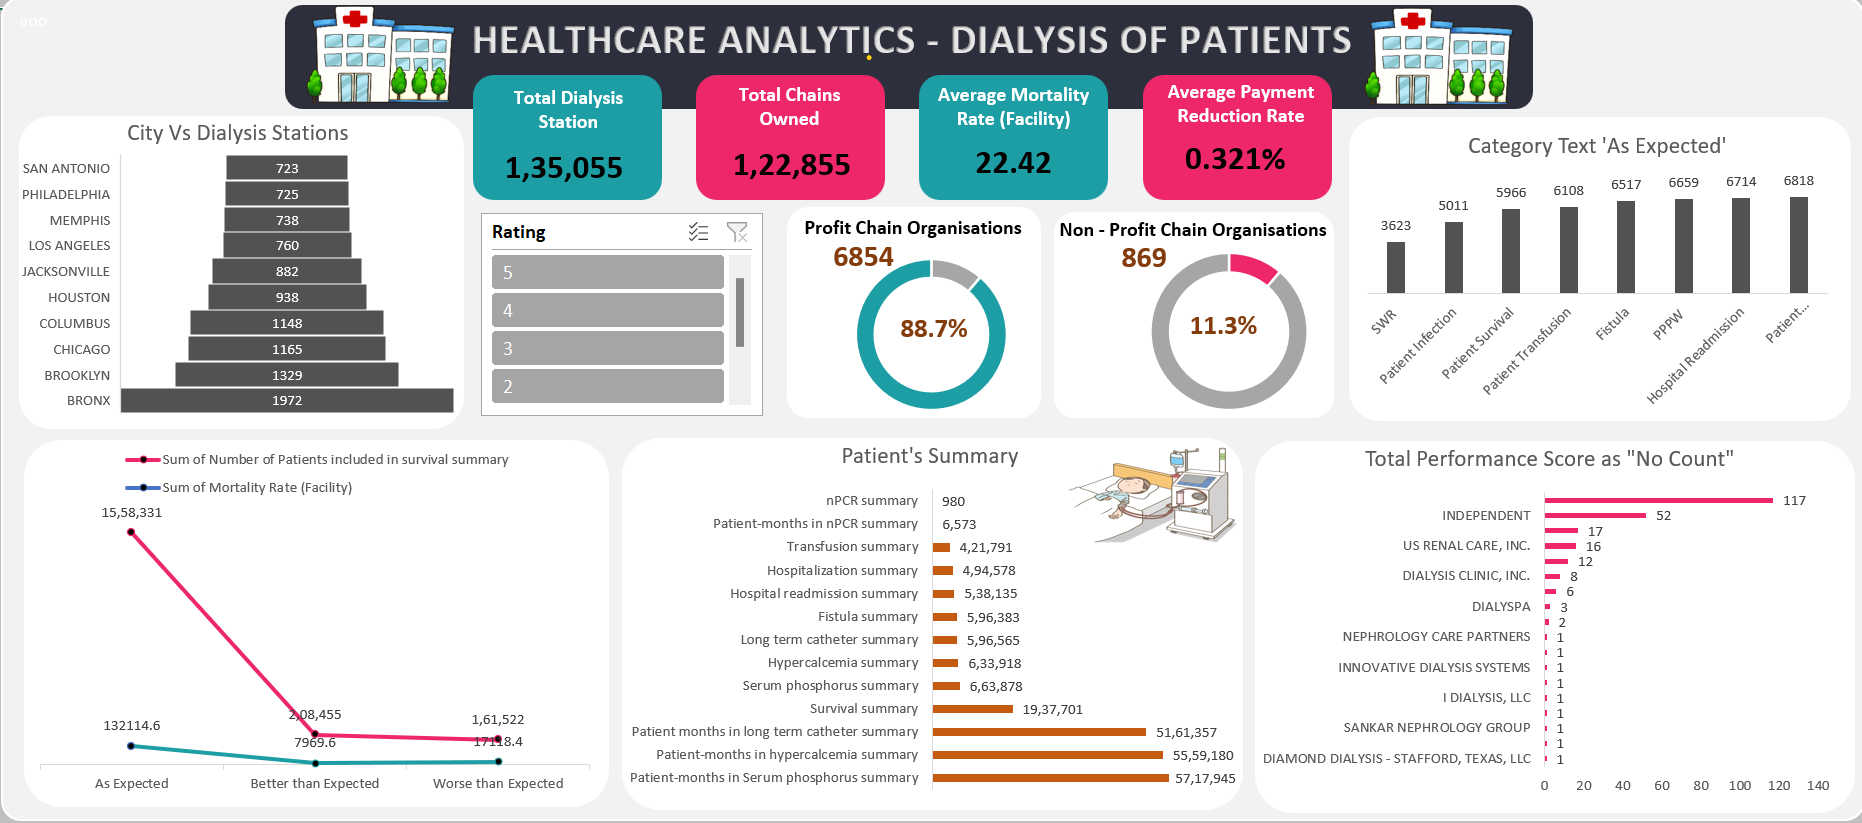 aoo
HEALTHCARE ANALYTICS - DIALYSIS OF PATIENTS
Total Dialysis
Station
1,35,055
Total Chains
Owned
1,22,855
Average Mortality
Rate (Facility)
22.42
Average Payment
Reduction Rate
0.321%
City Vs Dialysis Stations
SAN ANTONIO 723
PHILADELPHIA 725
MEMPHIS 738
LOS ANGELES 760
JACKSONVILLE 882
HOUSTON 938
COLUMBUS 1148
CHICAGO 1165
BROOKLYN 1329
BRONX 1972
Rating
5
4
3
2
Profit Chain Organisations
6854
88.7%
Non - Profit Chain Organisations
869
11.3%
Category Text 'As Expected'
3623 5011 5966 6108 6517 6659 6714 6818
SWR
Patient Infection
Patient Survival
Patient Transfusion
Fistula
PPPW
Hospital Readmission
Patient...
Sum of Number of Patients included in survival summary
Sum of Mortality Rate (Facility)
15,58,331
2,08,455
1,61,522
132114.6
7969.6
17118.4
As Expected Better than Expected Worse than Expected
Patient's Summary
nPCR summary 980
Patient-months in nPCR summary 6,573
Transfusion summary 4,21,791
Hospitalization summary 4,94,578
Hospital readmission summary 5,38,135
Fistula summary 5,96,383
Long term catheter summary 5,96,565
Hypercalcemia summary 6,33,918
Serum phosphorus summary 6,63,878
Survival summary 19,37,701
Patient months in long term catheter summary 51,61,357
Patient-months in hypercalcemia summary 55,59,180
Patient-months in Serum phosphorus summary 57,17,945
Total Performance Score as "No Count"
117
INDEPENDENT 52
17
US RENAL CARE, INC. 16
12
DIALYSIS CLINIC, INC. 8
6
DIALYSPA 3
2
NEPHROLOGY CARE PARTNERS 1
1
INNOVATIVE DIALYSIS SYSTEMS 1
1
I DIALYSIS, LLC 1
1
SANKAR NEPHROLOGY GROUP 1
1
DIAMOND DIALYSIS - STAFFORD, TEXAS, LLC 1
0 20 40 60 80 100 120 140